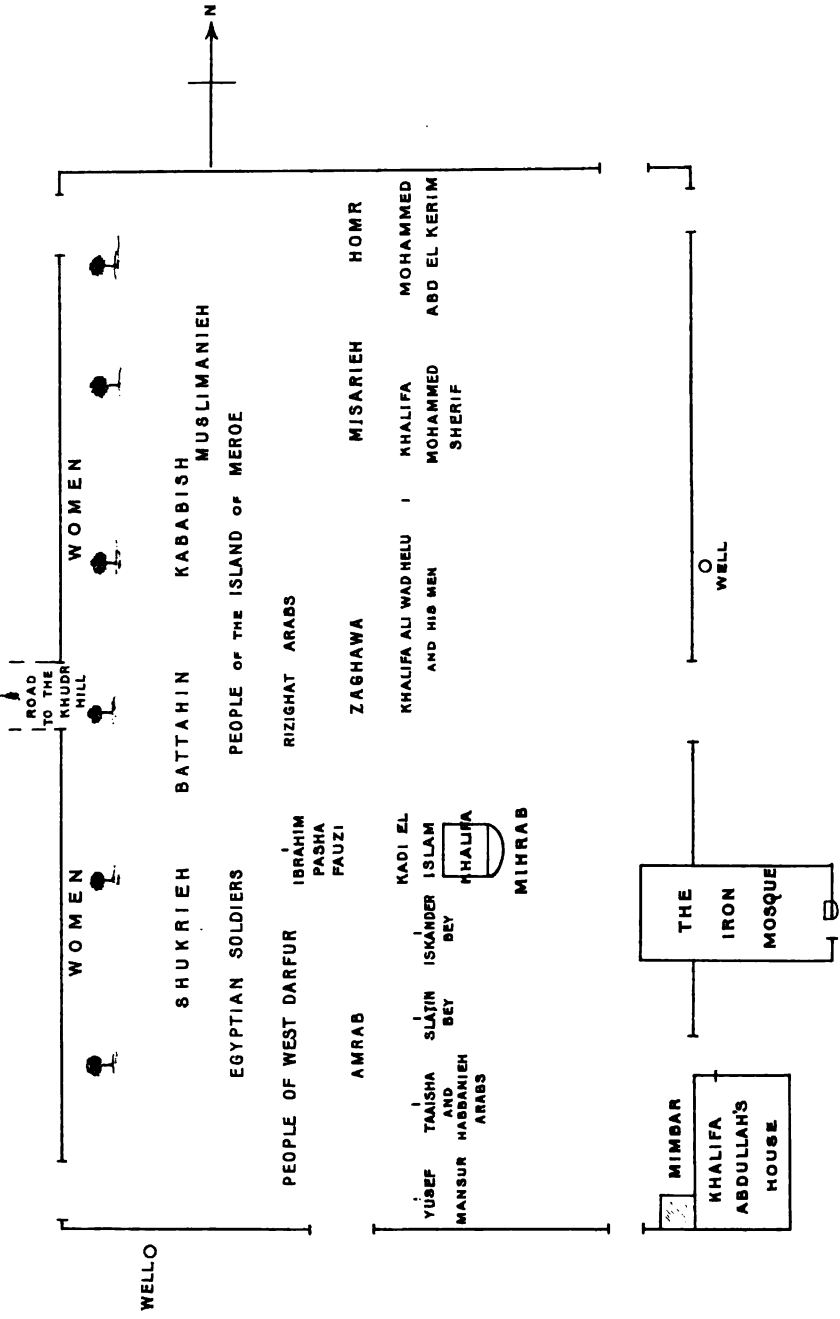 N
WOMEN
WOMEN
ROAD
TO THE
KHUDR
HILL
SHUKRIEH
BATTAHIN
KABABISH
MUSLIMANIEH
EGYPTIAN SOLDIERS
PEOPLE OF THE ISLAND OF MEROE
PEOPLE OF WEST DARFUR
IBRAHIM
PASHA
FAUZI
RIZIGHAT ARABS
AMRAB
ZAGHAWA
MISARIEH
HOMR
YUSEF
MANSUR
TAAISHA
AND
HABBANIEH
ARABS
SLATIN
BEY
ISKANDER
BEY
KADI EL
ISLAM
KHALIFA
MIHRAB
KHALIFA ALI WAD HELU
AND HIS MEN
KHALIFA
MOHAMMED
SHERIF
MOHAMMED
ABD EL KERIM
WELL
WELL
MIMBAR
KHALIFA
ABDULLAH'S
HOUSE
THE
IRON
MOSQUE